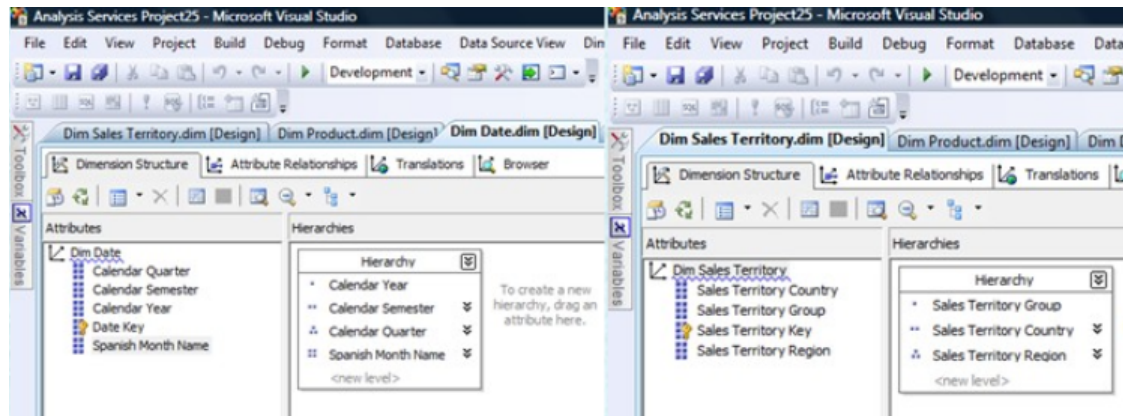 Analysis Services Project25 - Microsoft Visual Studio
File Edit View Project Build Debug Format Database Data Source View Din
Development
Dim Sales Territory.dim [Design] Dim Product.dim [Design] Dim Date.dim [Design]
Dimension Structure Attribute Relationships Translations Browser
Toolbox
Variables
Attributes
Dim Date
Calendar Quarter
Calendar Semester
Calendar Year
Date Key
Spanish Month Name
Hierarchies
Hierarchy
Calendar Year
Calendar Semester
Calendar Quarter
Spanish Month Name
<new level>
To create a new
hierarchy, drag an
attribute here.
Analysis Services Project25 - Microsoft Visual Studio
File Edit View Project Build Debug Format Database Data
Development
Dim Sales Territory.dim [Design] Dim Product.dim [Design] Dim
Dimension Structure Attribute Relationships Translations
Toolbox
Variables
Attributes
Dim Sales Territory
Sales Territory Country
Sales Territory Group
Sales Territory Key
Sales Territory Region
Hierarchies
Hierarchy
Sales Territory Group
Sales Territory Country
Sales Territory Region
<new level>